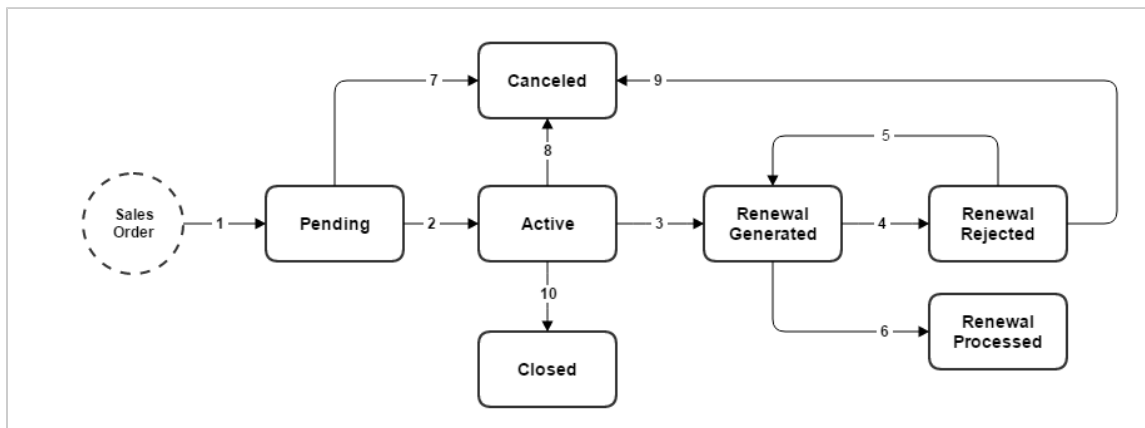 7
Canceled
9
8
5
Sales
Order
1
Pending
2
Active
3
Renewal
Generated
4
Renewal
Rejected
10
6
Renewal
Processed
Closed